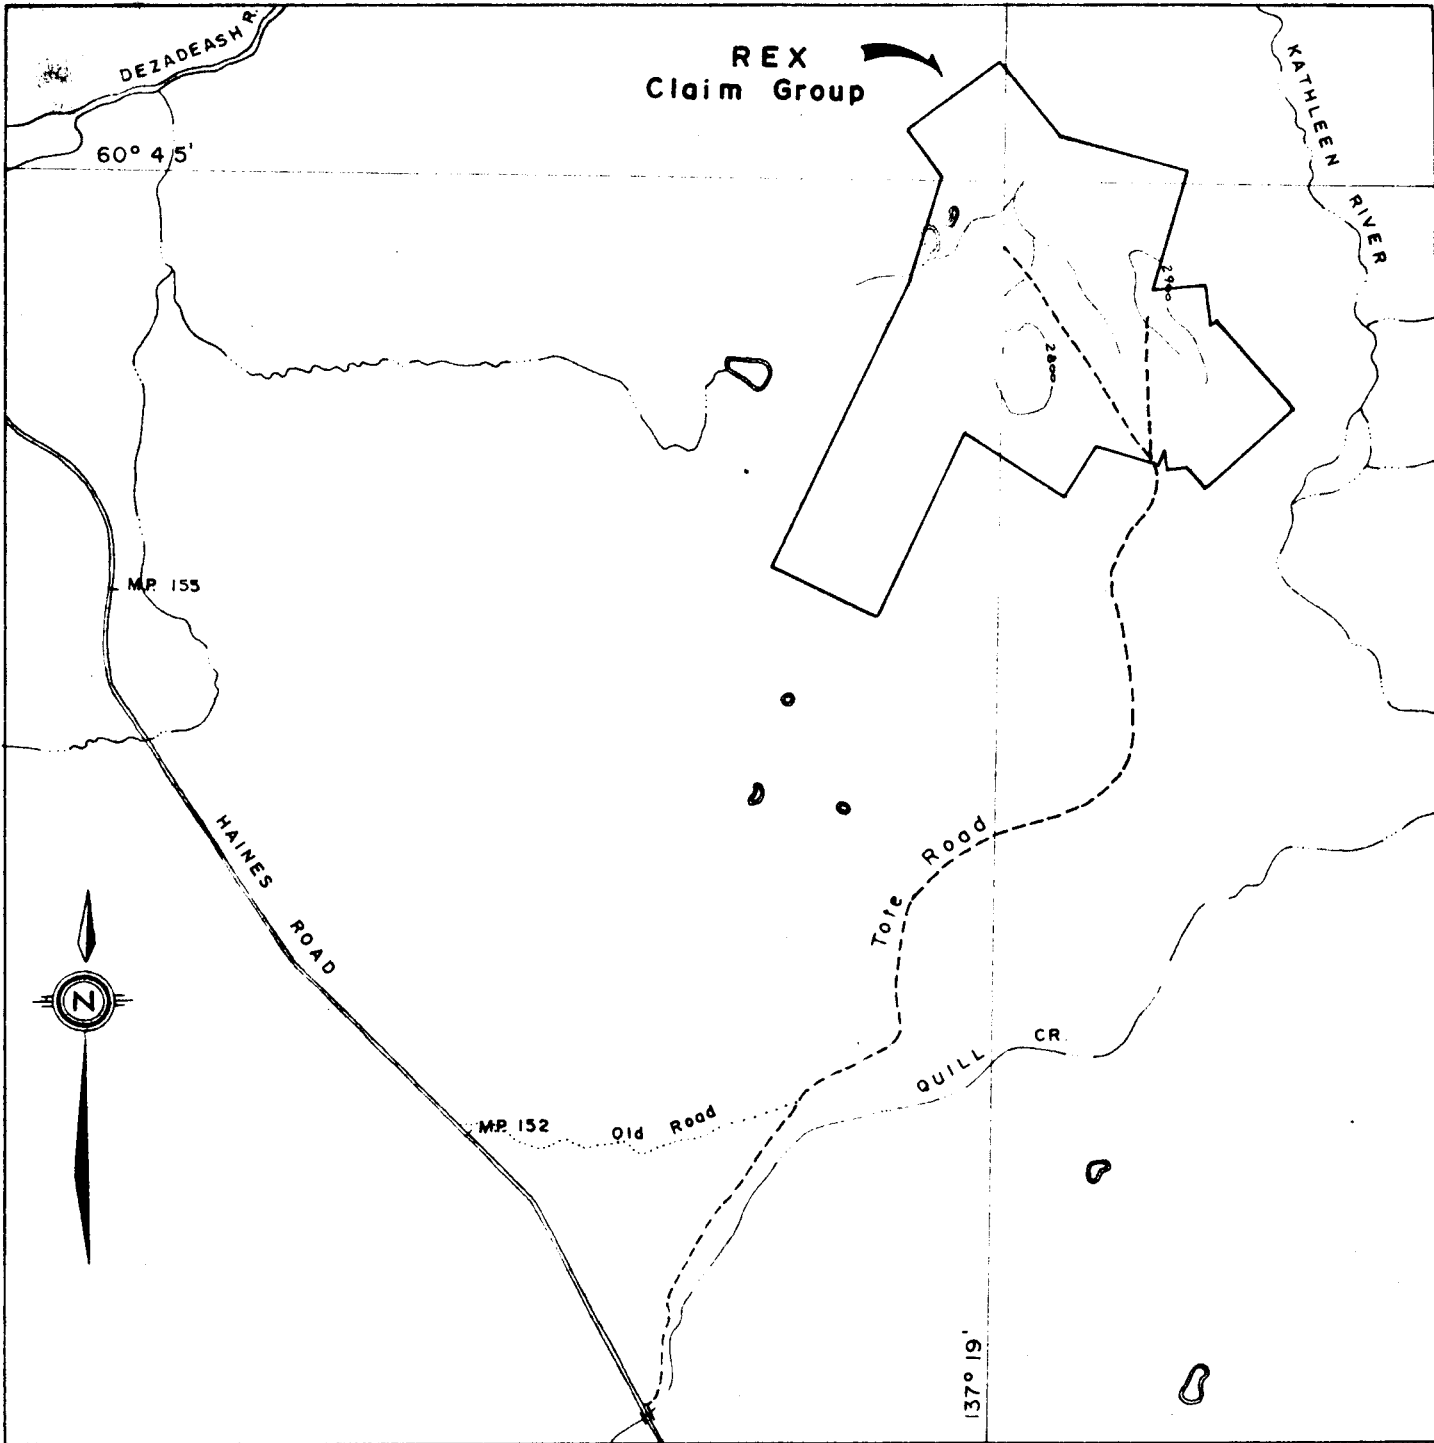 DEZADEASH R.
REX
Claim Group
KATHLEEN RIVER
60° 45'
2900
2800
M.P. 155
HAINES ROAD
Tote Road
N
QUILL CR.
M.P. 152
Old Road
137° 19'